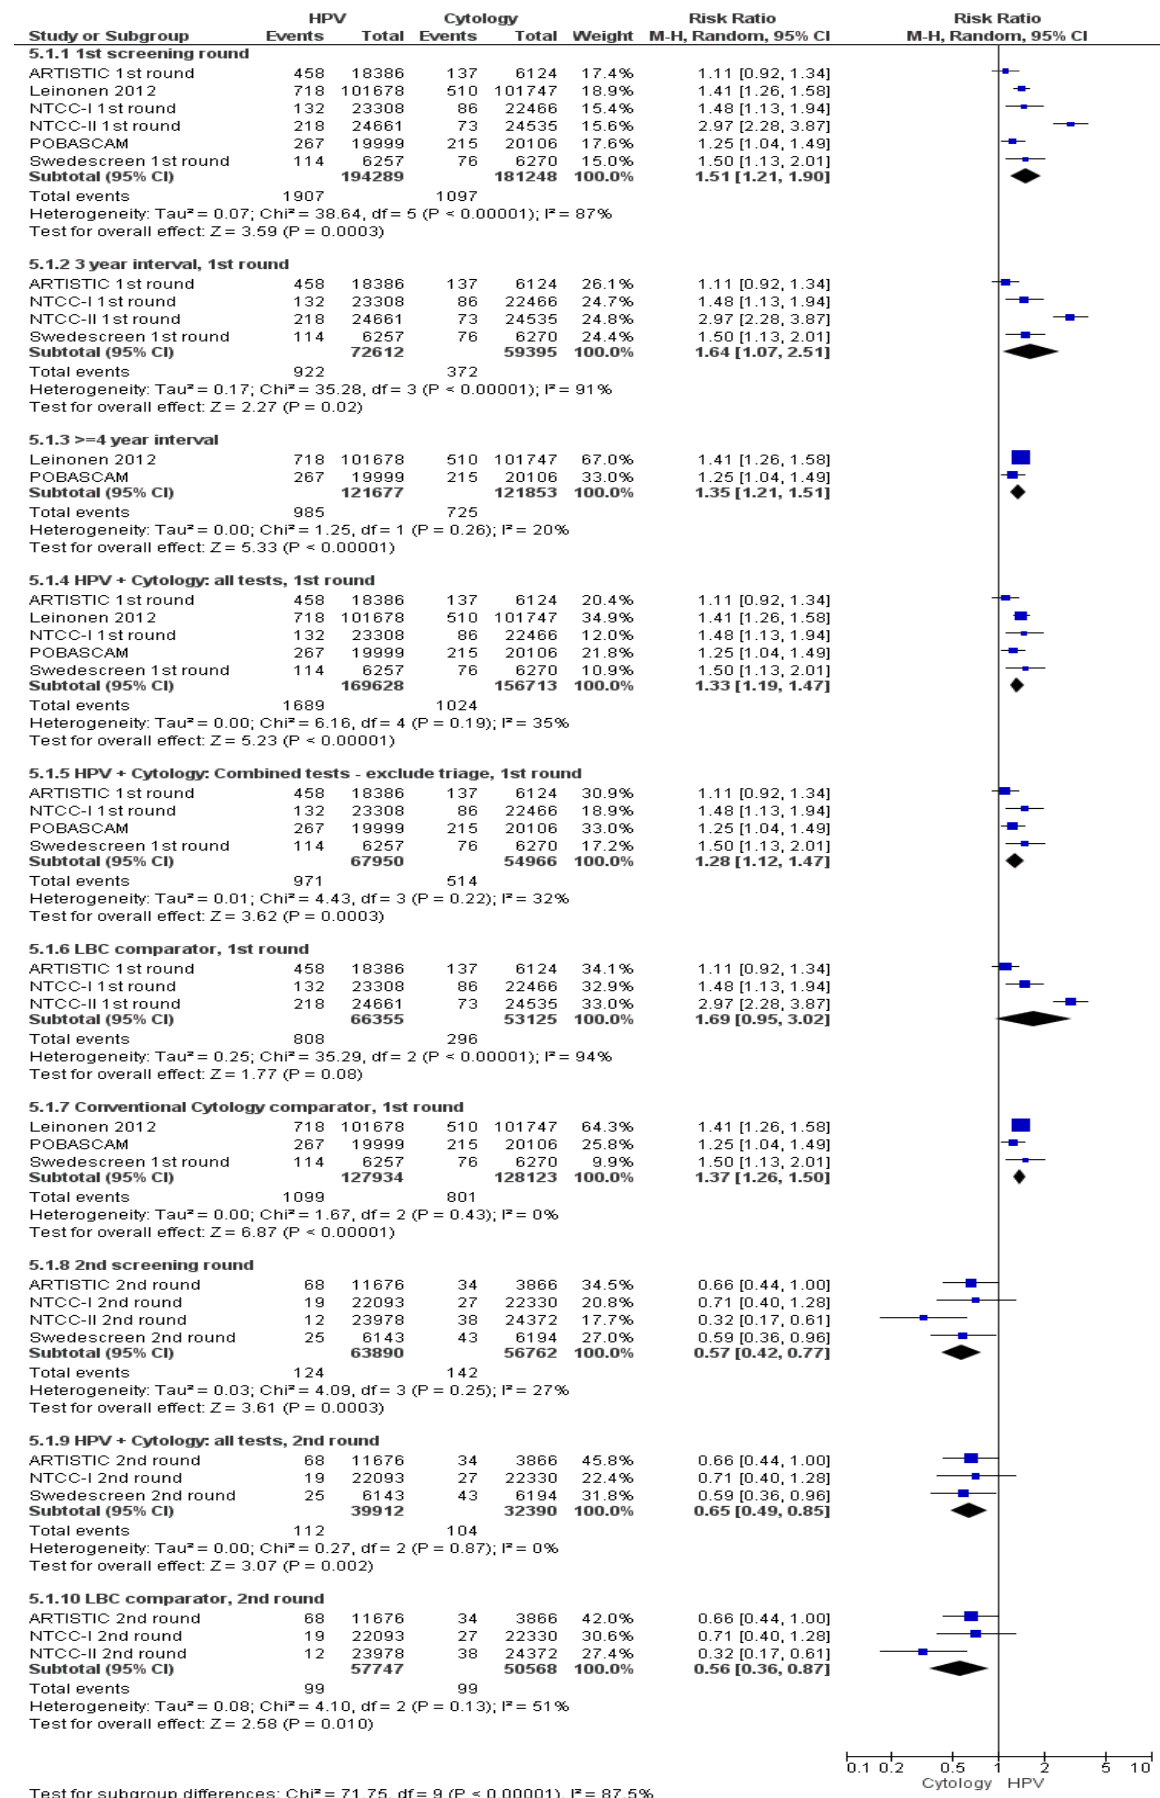 HPV Cytology Risk Ratio Risk Ratio
Study or Subgroup Events Total Events Total Weight M-H, Random, 95% CI M-H, Random, 95% CI
5.1.1 1st screening round
ARTISTIC 1st round 458 18386 137 6124 17.4% 1.11 [0.92, 1.34]
Leinonen 2012 718 101678 510 101747 18.9% 1.41 [1.26, 1.58]
NTCC-I 1st round 132 23308 86 22466 15.4% 1.48 [1.13, 1.94]
NTCC-II 1st round 218 24661 73 24535 15.6% 2.97 [2.28, 3.87]
POBASCAM 267 19999 215 20106 17.6% 1.25 [1.04, 1.49]
Swedescreen 1st round 114 6257 76 6270 15.0% 1.50 [1.13, 2.01]
Subtotal (95% CI) 194289 181248 100.0% 1.51 [1.21, 1.90]
Total events 1907 1097
Heterogeneity: Tau² = 0.07; Chi² = 38.64, df = 5 (P < 0.00001); I² = 87%
Test for overall effect: Z = 3.59 (P = 0.0003)
5.1.2 3 year interval, 1st round
ARTISTIC 1st round 458 18386 137 6124 26.1% 1.11 [0.92, 1.34]
NTCC-I 1st round 132 23308 86 22466 24.7% 1.48 [1.13, 1.94]
NTCC-II 1st round 218 24661 73 24535 24.8% 2.97 [2.28, 3.87]
Swedescreen 1st round 114 6257 76 6270 24.4% 1.50 [1.13, 2.01]
Subtotal (95% CI) 72612 59395 100.0% 1.64 [1.07, 2.51]
Total events 922 372
Heterogeneity: Tau² = 0.17; Chi² = 35.28, df = 3 (P < 0.00001); I² = 91%
Test for overall effect: Z = 2.27 (P = 0.02)
5.1.3 >=4 year interval
Leinonen 2012 718 101678 510 101747 67.0% 1.41 [1.26, 1.58]
POBASCAM 267 19999 215 20106 33.0% 1.25 [1.04, 1.49]
Subtotal (95% CI) 121677 121853 100.0% 1.35 [1.21, 1.51]
Total events 985 725
Heterogeneity: Tau² = 0.00; Chi² = 1.25, df = 1 (P = 0.26); I² = 20%
Test for overall effect: Z = 5.33 (P < 0.00001)
5.1.4 HPV + Cytology: all tests, 1st round
ARTISTIC 1st round 458 18386 137 6124 20.4% 1.11 [0.92, 1.34]
Leinonen 2012 718 101678 510 101747 34.9% 1.41 [1.26, 1.58]
NTCC-I 1st round 132 23308 86 22466 12.0% 1.48 [1.13, 1.94]
POBASCAM 267 19999 215 20106 21.8% 1.25 [1.04, 1.49]
Swedescreen 1st round 114 6257 76 6270 10.9% 1.50 [1.13, 2.01]
Subtotal (95% CI) 169628 156713 100.0% 1.33 [1.19, 1.47]
Total events 1689 1024
Heterogeneity: Tau² = 0.00; Chi² = 6.16, df = 4 (P = 0.19); I² = 35%
Test for overall effect: Z = 5.23 (P < 0.00001)
5.1.5 HPV + Cytology: Combined tests - exclude triage, 1st round
ARTISTIC 1st round 458 18386 137 6124 30.9% 1.11 [0.92, 1.34]
NTCC-I 1st round 132 23308 86 22466 18.9% 1.48 [1.13, 1.94]
POBASCAM 267 19999 215 20106 33.0% 1.25 [1.04, 1.49]
Swedescreen 1st round 114 6257 76 6270 17.2% 1.50 [1.13, 2.01]
Subtotal (95% CI) 67950 54966 100.0% 1.28 [1.12, 1.47]
Total events 971 514
Heterogeneity: Tau² = 0.01; Chi² = 4.43, df = 3 (P = 0.22); I² = 32%
Test for overall effect: Z = 3.62 (P = 0.0003)
5.1.6 LBC comparator, 1st round
ARTISTIC 1st round 458 18386 137 6124 34.1% 1.11 [0.92, 1.34]
NTCC-I 1st round 132 23308 86 22466 32.9% 1.48 [1.13, 1.94]
NTCC-II 1st round 218 24661 73 24535 33.0% 2.97 [2.28, 3.87]
Subtotal (95% CI) 66355 53125 100.0% 1.69 [0.95, 3.02]
Total events 808 296
Heterogeneity: Tau² = 0.25; Chi² = 35.29, df = 2 (P < 0.00001); I² = 94%
Test for overall effect: Z = 1.77 (P = 0.08)
5.1.7 Conventional Cytology comparator, 1st round
Leinonen 2012 718 101678 510 101747 64.3% 1.41 [1.26, 1.58]
POBASCAM 267 19999 215 20106 25.8% 1.25 [1.04, 1.49]
Swedescreen 1st round 114 6257 76 6270 9.9% 1.50 [1.13, 2.01]
Subtotal (95% CI) 127934 128123 100.0% 1.37 [1.26, 1.50]
Total events 1099 801
Heterogeneity: Tau² = 0.00; Chi² = 1.67, df = 2 (P = 0.43); I² = 0%
Test for overall effect: Z = 6.87 (P < 0.00001)
5.1.8 2nd screening round
ARTISTIC 2nd round 68 11676 34 3866 34.5% 0.66 [0.44, 1.00]
NTCC-I 2nd round 19 22093 27 22330 20.8% 0.71 [0.40, 1.28]
NTCC-II 2nd round 12 23978 38 24372 17.7% 0.32 [0.17, 0.61]
Swedescreen 2nd round 25 6143 43 6194 27.0% 0.59 [0.36, 0.96]
Subtotal (95% CI) 63890 56762 100.0% 0.57 [0.42, 0.77]
Total events 124 142
Heterogeneity: Tau² = 0.03; Chi² = 4.09, df = 3 (P = 0.25); I² = 27%
Test for overall effect: Z = 3.61 (P = 0.0003)
5.1.9 HPV + Cytology: all tests, 2nd round
ARTISTIC 2nd round 68 11676 34 3866 45.8% 0.66 [0.44, 1.00]
NTCC-I 2nd round 19 22093 27 22330 22.4% 0.71 [0.40, 1.28]
Swedescreen 2nd round 25 6143 43 6194 31.8% 0.59 [0.36, 0.96]
Subtotal (95% CI) 39912 32390 100.0% 0.65 [0.49, 0.85]
Total events 112 104
Heterogeneity: Tau² = 0.00; Chi² = 0.27, df = 2 (P = 0.87); I² = 0%
Test for overall effect: Z = 3.07 (P = 0.002)
5.1.10 LBC comparator, 2nd round
ARTISTIC 2nd round 68 11676 34 3866 42.0% 0.66 [0.44, 1.00]
NTCC-I 2nd round 19 22093 27 22330 30.6% 0.71 [0.40, 1.28]
NTCC-II 2nd round 12 23978 38 24372 27.4% 0.32 [0.17, 0.61]
Subtotal (95% CI) 57747 50568 100.0% 0.56 [0.36, 0.87]
Total events 99 99
Heterogeneity: Tau² = 0.08; Chi² = 4.10, df = 2 (P = 0.13); I² = 51%
Test for overall effect: Z = 2.58 (P = 0.010)
0.1 0.2 0.5 1 2 5 10
Cytology HPV
Test for subgroup differences: Chi² = 71.75, df = 9 (P < 0.00001), I² = 87.5%